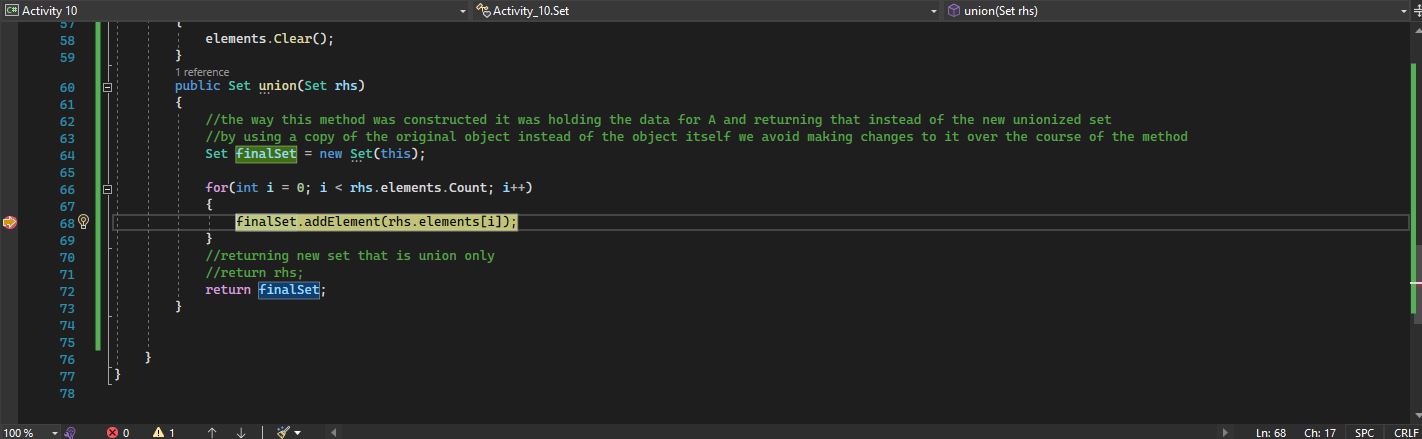 C# Activity 10 Activity_10.Set union(Set rhs)
57 {
58 elements.Clear();
59 }
1 reference
60 public Set union(Set rhs)
61 {
62 //the way this method was constructed it was holding the data for A and returning that instead of the new unionized set
63 //by using a copy of the original object instead of the object itself we avoid making changes to it over the course of the method
64 Set finalSet = new Set(this);
65
66 for(int i = 0; i < rhs.elements.Count; i++)
67 {
68 finalSet.addElement(rhs.elements[i]);
69 }
70 //returning new set that is union only
71 //return rhs;
72 return finalSet;
73 }
74
75
76 }
77 }
78
100 % 0 1 Ln: 68 Ch: 17 SPC CRLF